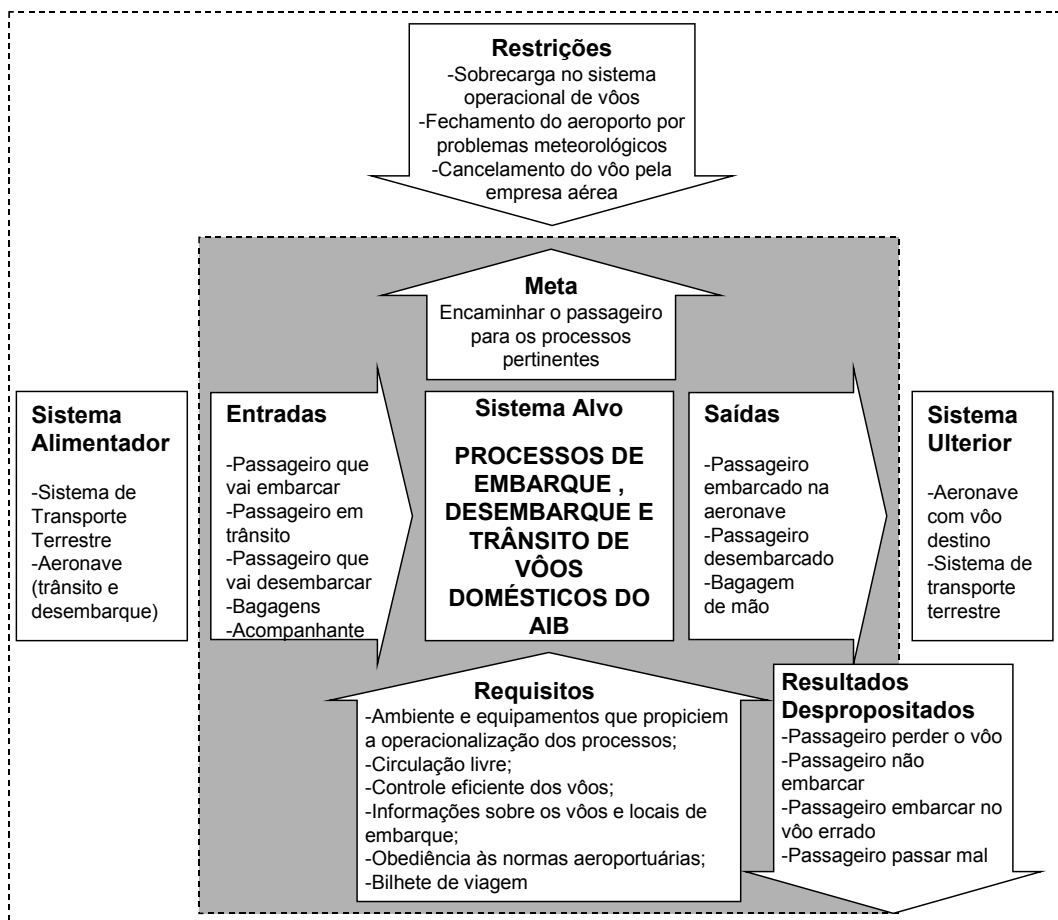 Restrições
-Sobrecarga no sistema
operacional de vôos
-Fechamento do aeroporto por
problemas meteorológicos
-Cancelamento do vôo pela
empresa aérea
Meta
Encaminhar o passageiro
para os processos
pertinentes
Sistema
Alimentador
-Sistema de
Transporte
Terrestre
-Aeronave
(trânsito e
desembarque)
Entradas
-Passageiro que
vai embarcar
-Passageiro em
trânsito
-Passageiro que
vai desembarcar
-Bagagens
-Acompanhante
Sistema Alvo
PROCESSOS DE
EMBARQUE ,
DESEMBARQUE E
TRÂNSITO DE
VÔOS
DOMÉSTICOS DO
AIB
Saídas
-Passageiro
embarcado na
aeronave
-Passageiro
desembarcado
-Bagagem
de mão
Sistema
Ulterior
-Aeronave
com vôo
destino
-Sistema de
transporte
terrestre
Requisitos
-Ambiente e equipamentos que propiciem
a operacionalização dos processos;
-Circulação livre;
-Controle eficiente dos vôos;
-Informações sobre os vôos e locais de
embarque;
-Obediência às normas aeroportuárias;
-Bilhete de viagem
Resultados
Despropositados
-Passageiro perder o vôo
-Passageiro não
embarcar
-Passageiro embarcar no
vôo errado
-Passageiro passar mal